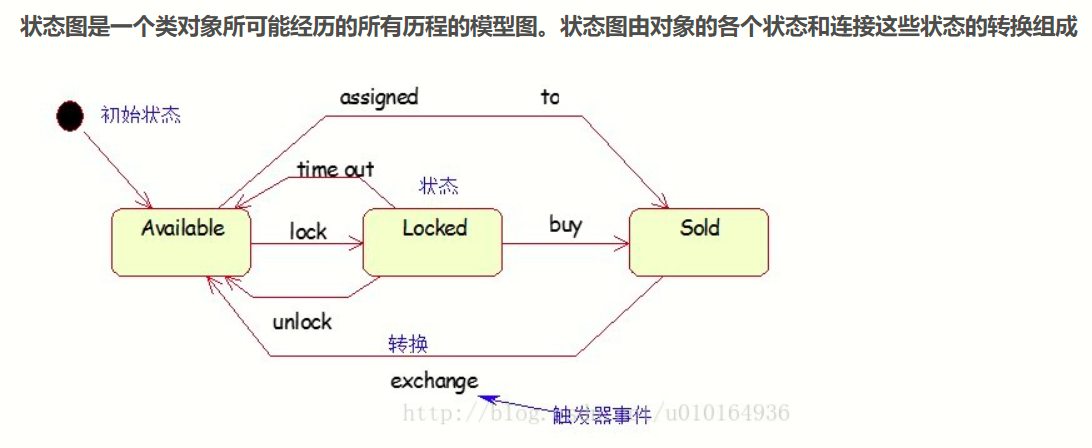 状态图是一个类对象所可能经历的所有历程的模型图。状态图由对象的各个状态和连接这些状态的转换组成
assigned to
初始状态
time out
状态
Available
lock
Locked
buy
Sold
unlock
转换
exchange
触发器事件
http://blog. /u010164936